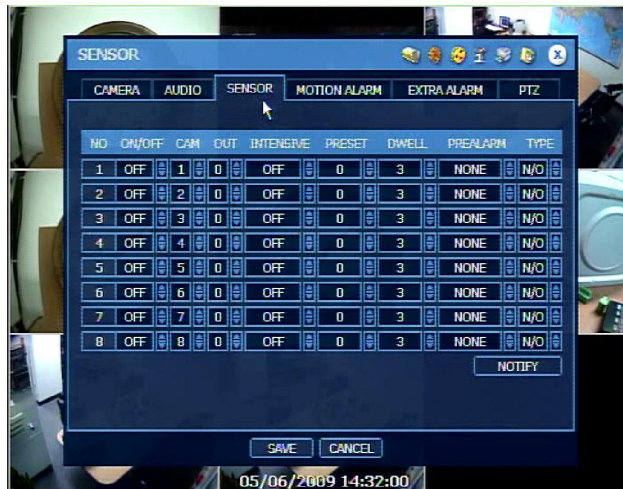 SENSOR
CAMERA AUDIO SENSOR MOTION ALARM EXTRA ALARM PTZ
NO ON/OFF CAM OUT INTENSIVE PRESET DWELL PREALARM TYPE
1 OFF 1 0 OFF 0 3 NONE N/O
2 OFF 2 0 OFF 0 3 NONE N/O
3 OFF 3 0 OFF 0 3 NONE N/O
4 OFF 4 0 OFF 0 3 NONE N/O
5 OFF 5 0 OFF 0 3 NONE N/O
6 OFF 6 0 OFF 0 3 NONE N/O
7 OFF 7 0 OFF 0 3 NONE N/O
8 OFF 8 0 OFF 0 3 NONE N/O
NOTIFY
SAVE CANCEL
05/06/2009 14:32:00